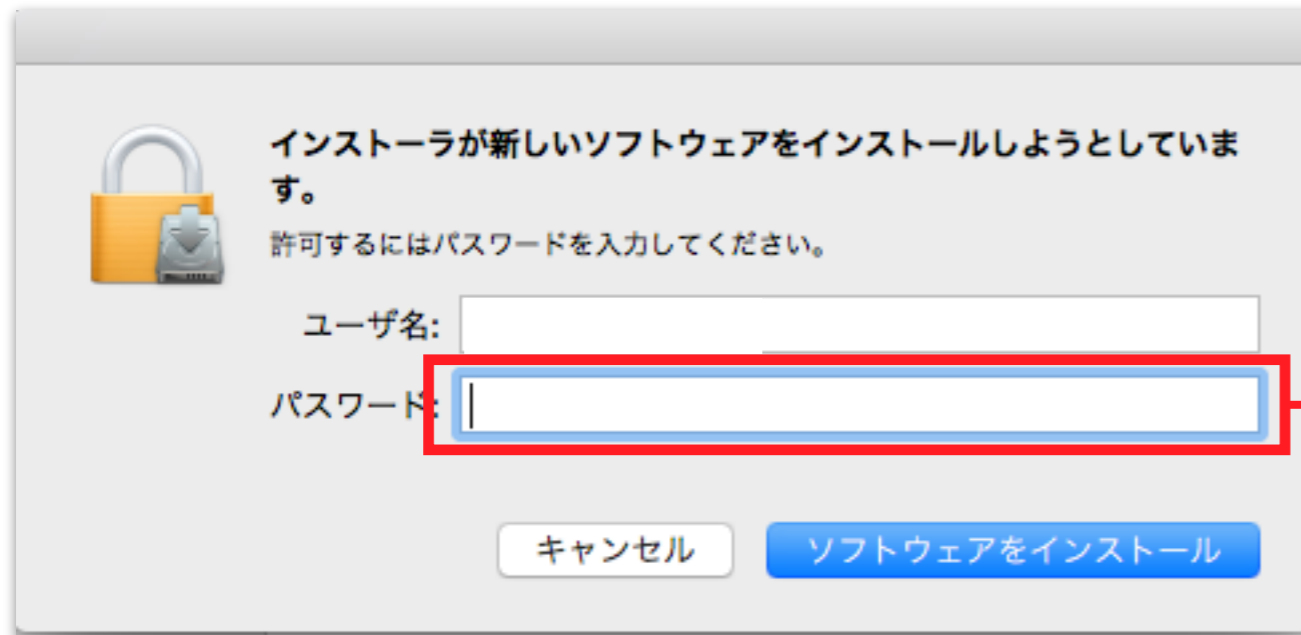 インストーラが新しいソフトウェアをインストールしようとしていま
す。
許可するにはパスワードを入力してください。
ユーザ名:
パスワード:
キャンセル
ソフトウェアをインストール